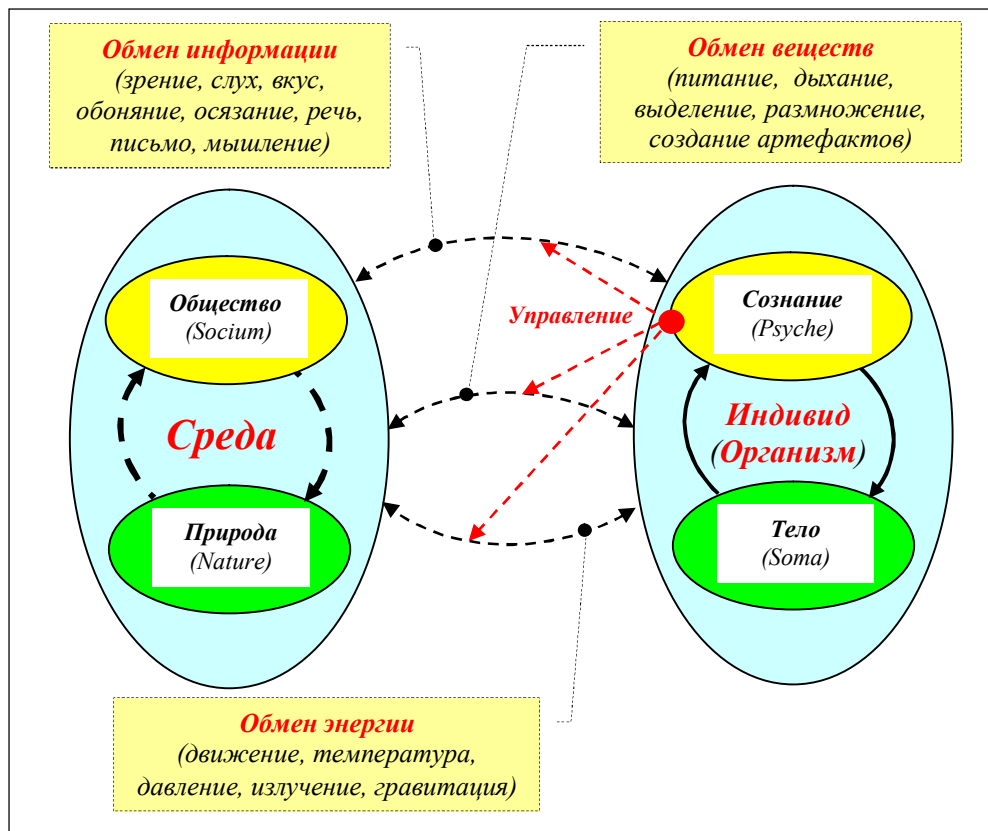 Обмен информации
(зрение, слух, вкус,
обоняние, осязание, речь,
письмо, мышление)
Обмен веществ
(питание, дыхание,
выделение, размножение,
создание артефактов)
Общество
(Socium)
Управление
Сознание
(Psyche)
Среда
Индивид
(Организм)
Природа
(Nature)
Тело
(Soma)
Обмен энергии
(движение, температура,
давление, излучение, гравитация)